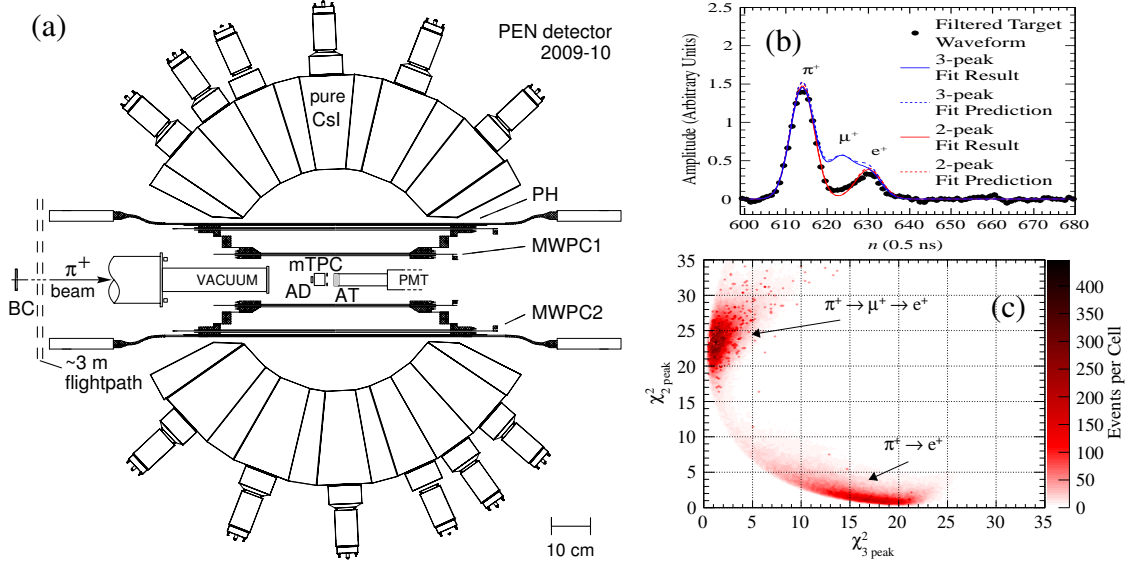 (a)
PEN detector
2009-10
pure
CsI
PH
MWPC1
π+
beam
BC
VACUUM
mTPC
AD
AT
PMT
MWPC2
~3 m
flightpath
10 cm
(b)
Amplitude (Arbitrary Units)
2.5
2
1.5
1
0.5
0
π+
μ+
e+
Filtered Target
Waveform
3-peak
Fit Result
3-peak
Fit Prediction
2-peak
Fit Result
2-peak
Fit Prediction
600 610 620 630 640 650 660 670 680
n (0.5 ns)
(c)
χ²2 peak
35
30
25
20
15
10
5
0
π+ → μ+ → e+
π+ → e+
0 5 10 15 20 25 30 35
χ²3 peak
Events per Cell
400
350
300
250
200
150
100
50
0